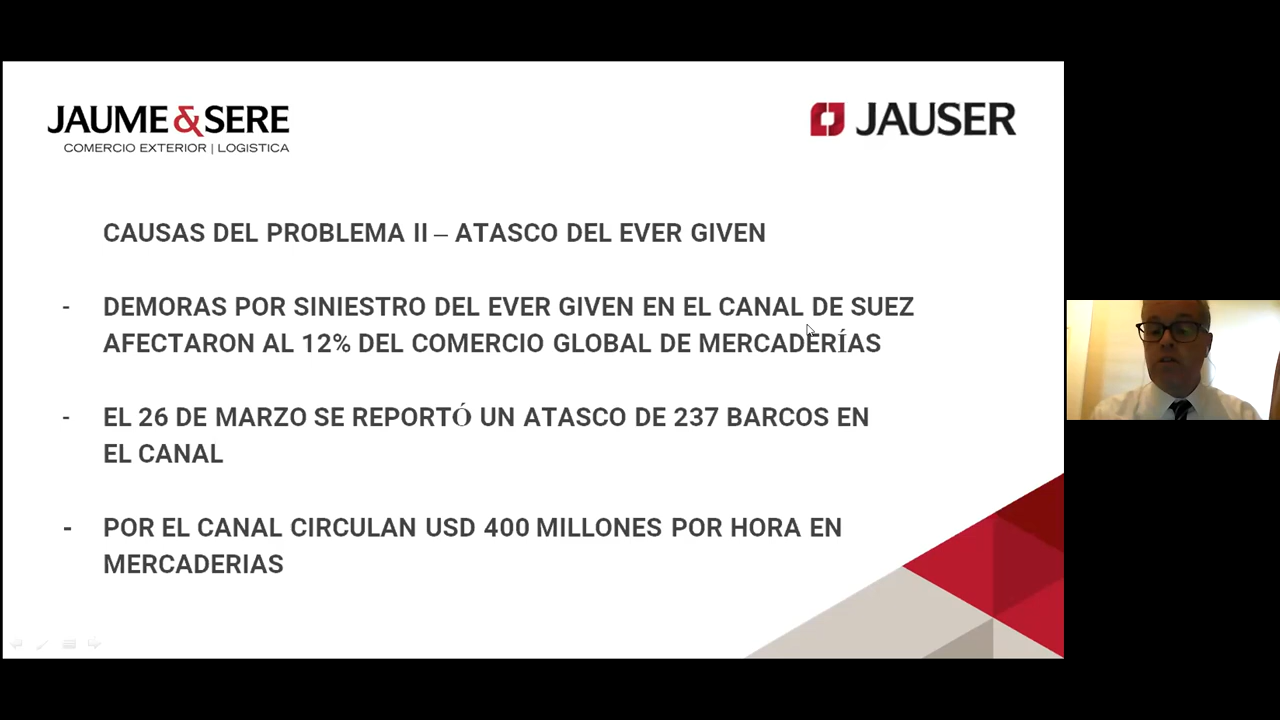 JAUME&SERE
COMERCIO EXTERIOR | LOGISTICA
JAUSER
CAUSAS DEL PROBLEMA II – ATASCO DEL EVER GIVEN
- DEMORAS POR SINIESTRO DEL EVER GIVEN EN EL CANAL DE SUEZ
AFECTARON AL 12% DEL COMERCIO GLOBAL DE MERCADERÍAS
- EL 26 DE MARZO SE REPORTÓ UN ATASCO DE 237 BARCOS EN
EL CANAL
- POR EL CANAL CIRCULAN USD 400 MILLONES POR HORA EN
MERCADERIAS